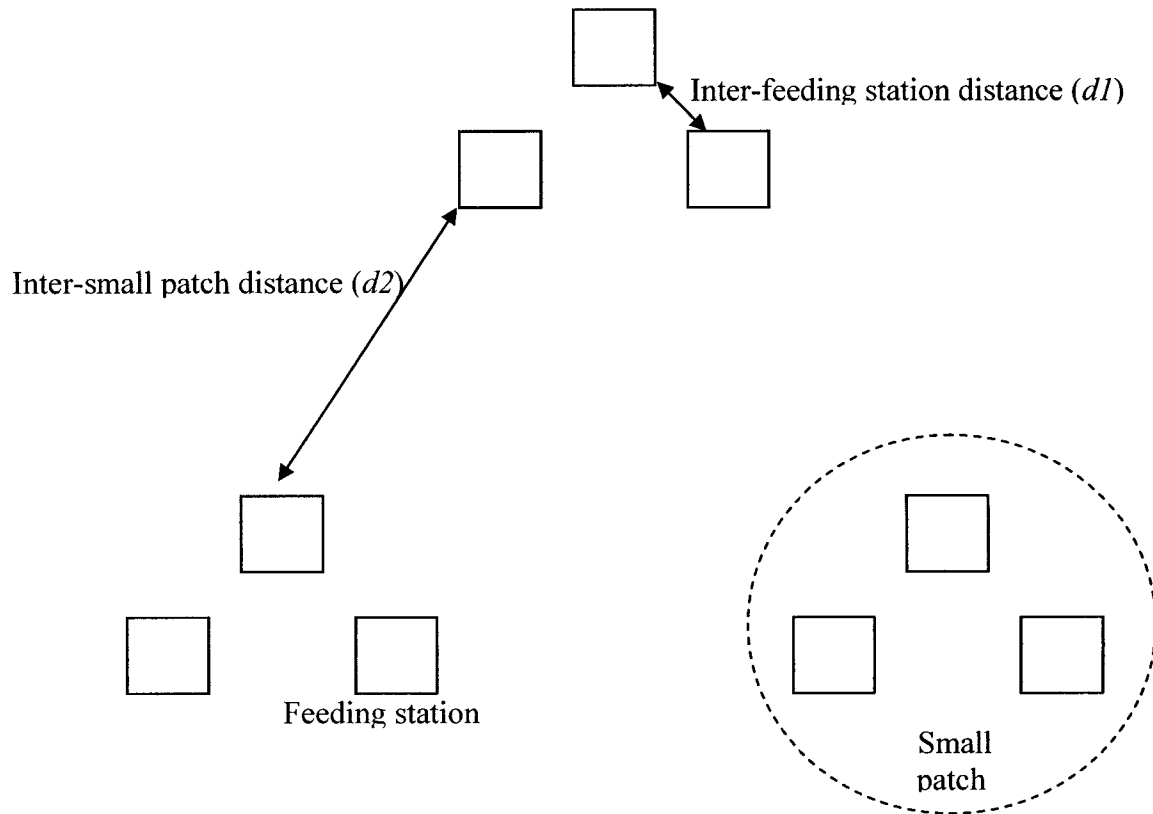 Inter-feeding station distance (d1)
Inter-small patch distance (d2)
Feeding station
Small
patch